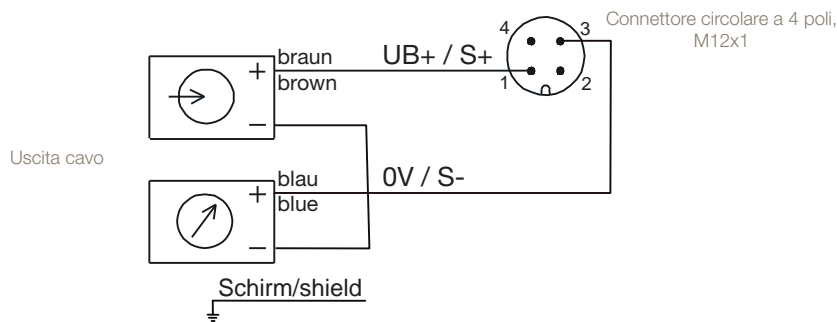 Connettore circolare a 4 poli,
M12x1
4
3
1
2
braun
UB+ / S+
+
brown
−
Uscita cavo
blau
0V / S-
+
blue
−
Schirm/shield